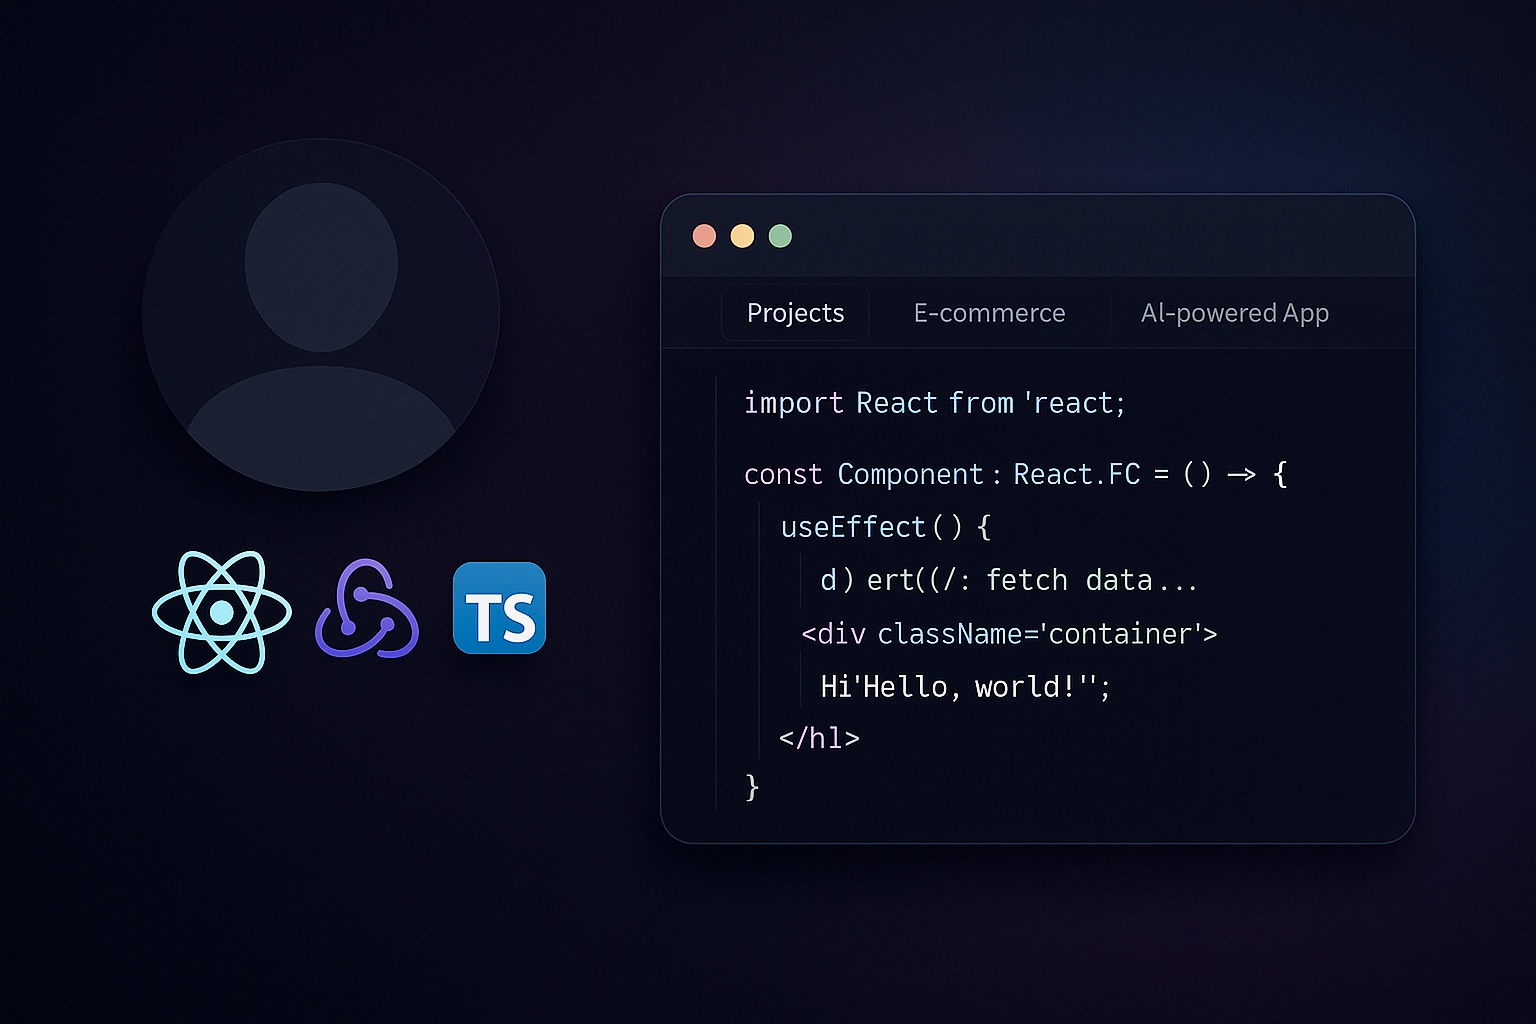 Projects E-commerce AI-powered App
import React from 'react;
const Component : React.FC = () → {
useEffect() {
d) ert((/: fetch data...
<div className='container'>
Hi'Hello, world!'';
</h1>
}
TS